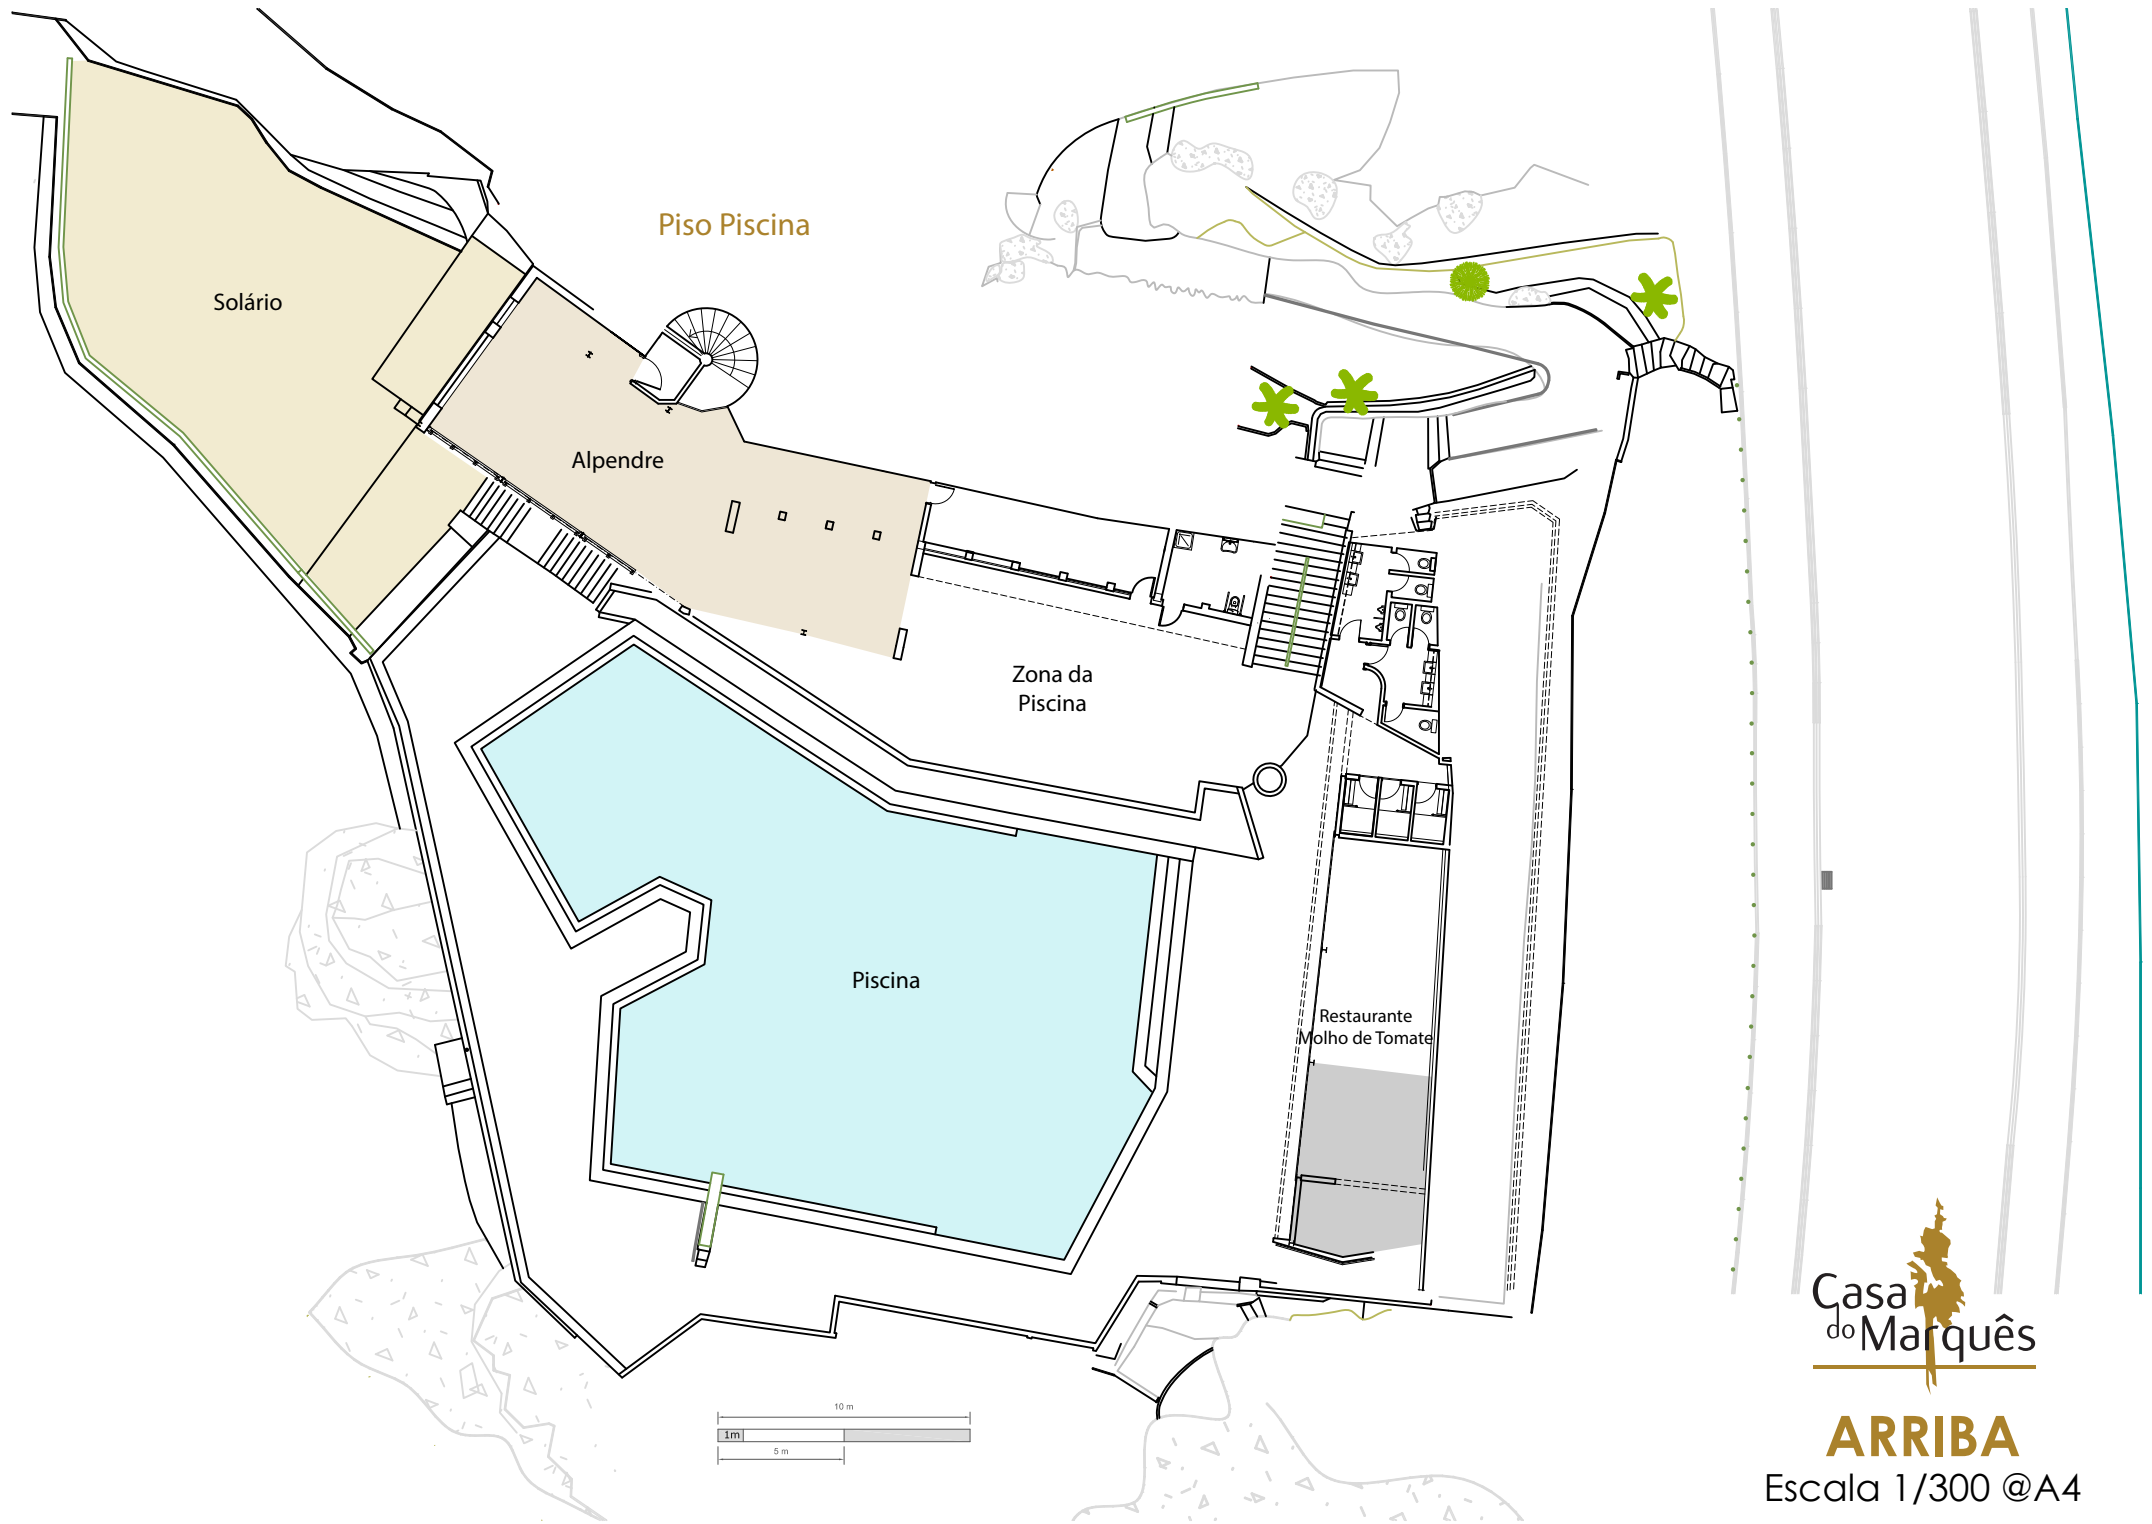 Piso Piscina
Solário
Alpendre
Zona da
Piscina
Piscina
Restaurante
Molho de Tomate
10 m
1m
5 m
Casa
do Marquês
ARRIBA
Escala 1/300 @A4